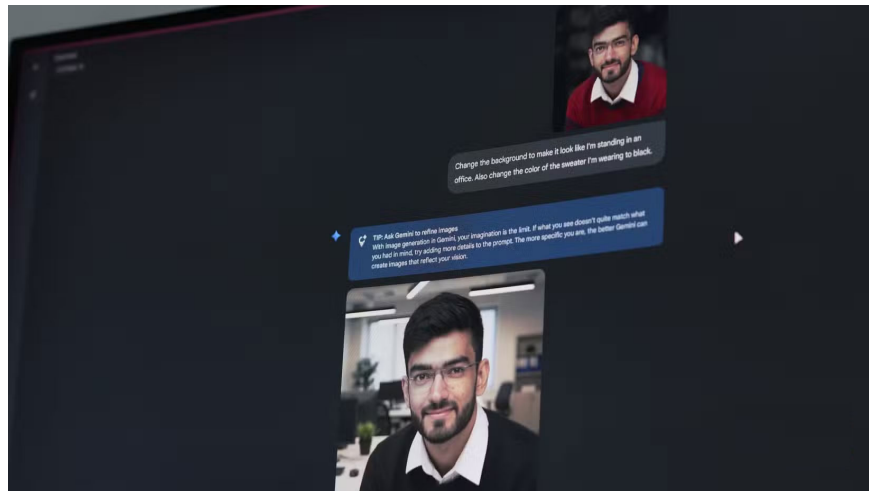 Change the background to make it look like I'm standing in an
office. Also change the color of the sweater I'm wearing to black.
TIP: Ask Gemini to refine images
With image generation in Gemini, your imagination is the limit. If what you see doesn't quite match what
you had in mind, try adding more details to the prompt. The more specific you are, the better Gemini can
create images that reflect your vision.